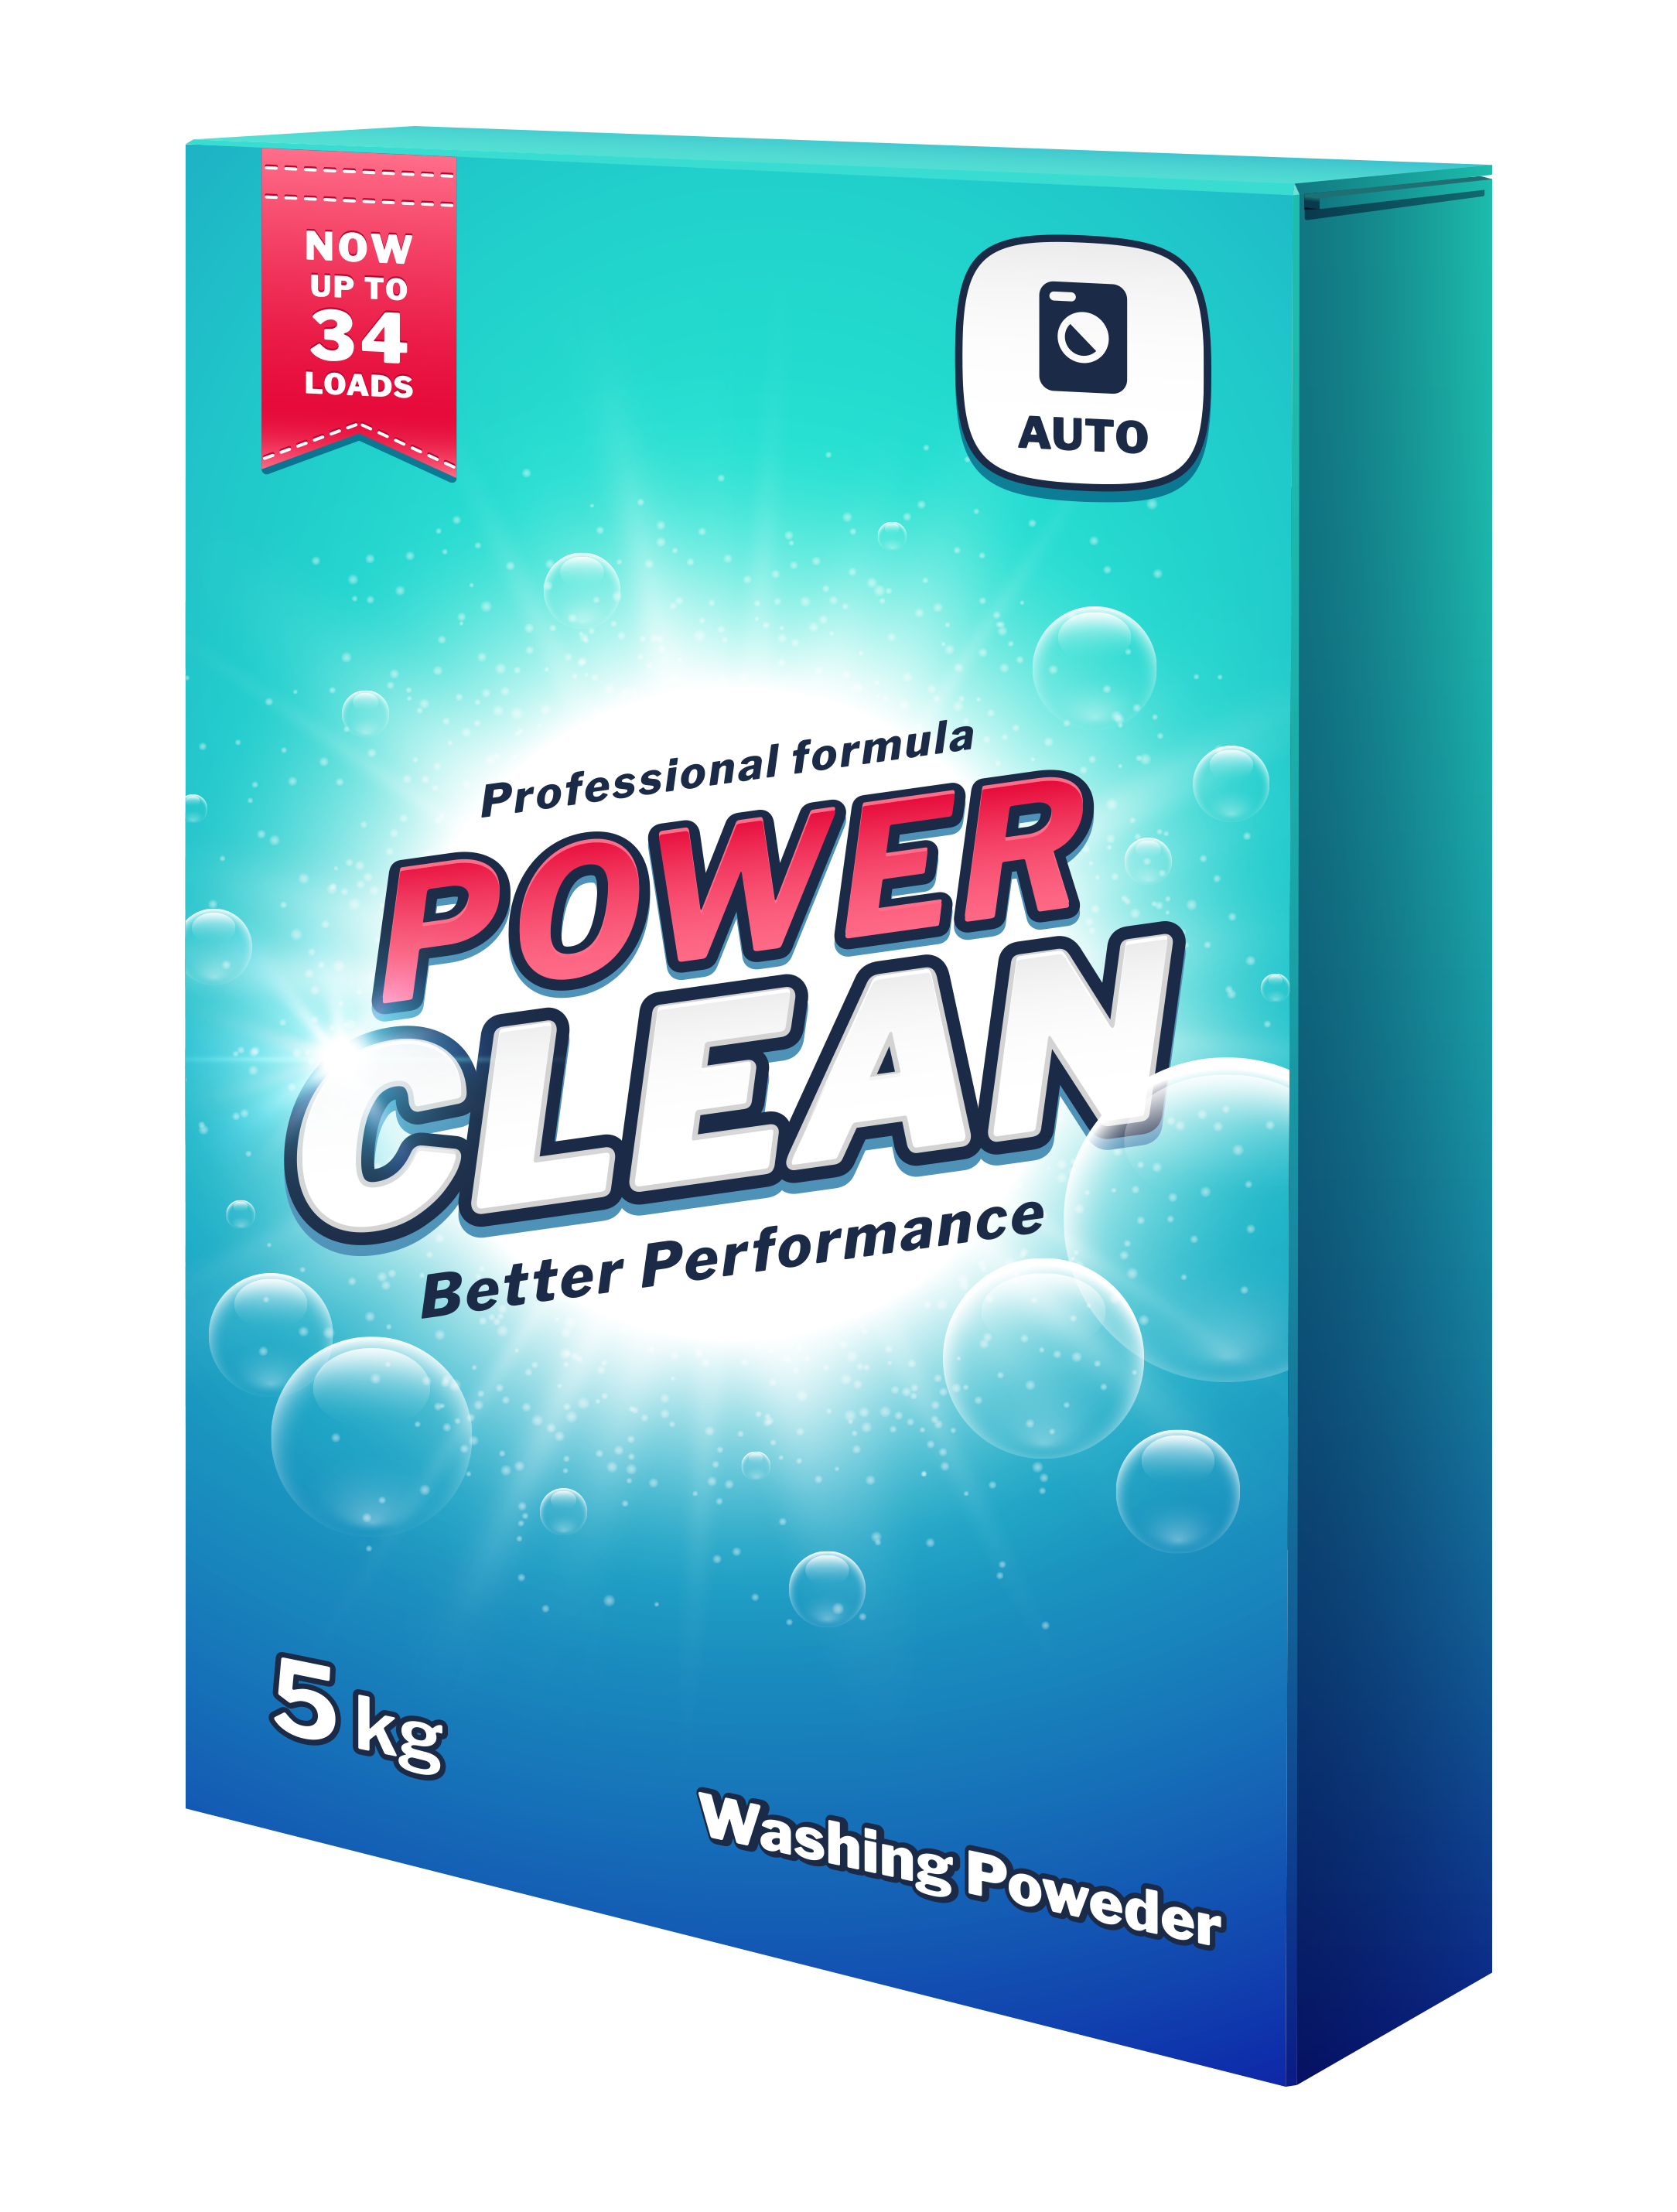 NOW
UP TO
34
LOADS
AUTO
Professional formula
POWER
CLEAN
Better Performance
5 kg
Washing Poweder